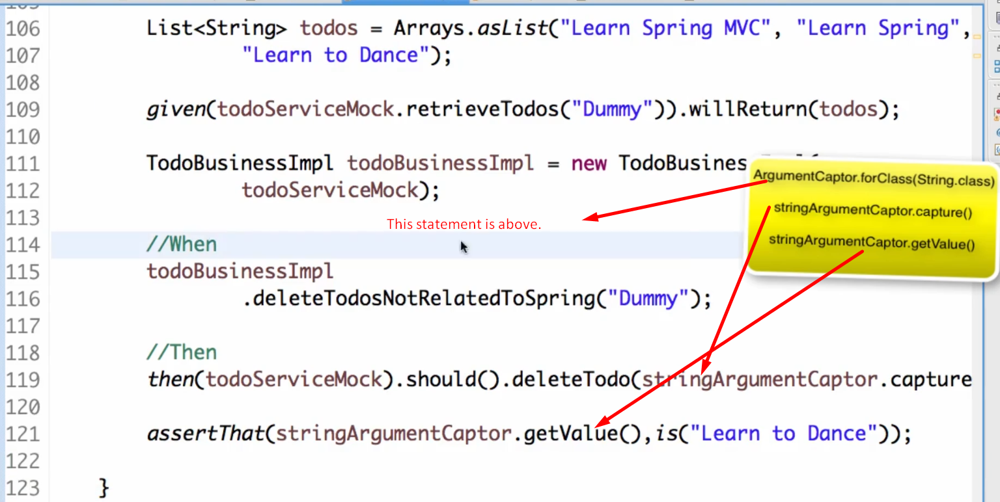 106 List<String> todos = Arrays.asList("Learn Spring MVC", "Learn Spring",
107 "Learn to Dance");
108
109 given(todoServiceMock.retrieveTodos("Dummy")).willReturn(todos);
110
111 TodoBusinessImpl todoBusinessImpl = new TodoBusines
ArgumentCaptor.forClass(String.class)
112 todoServiceMock);
stringArgumentCaptor.capture()
113
This statement is above.
stringArgumentCaptor.getValue()
114 //When
115 todoBusinessImpl
116 .deleteTodosNotRelatedToSpring("Dummy");
117
118 //Then
119 then(todoServiceMock).should().deleteTodo(stringArgumentCaptor.capture
120
121 assertThat(stringArgumentCaptor.getValue(),is("Learn to Dance"));
122
123 }